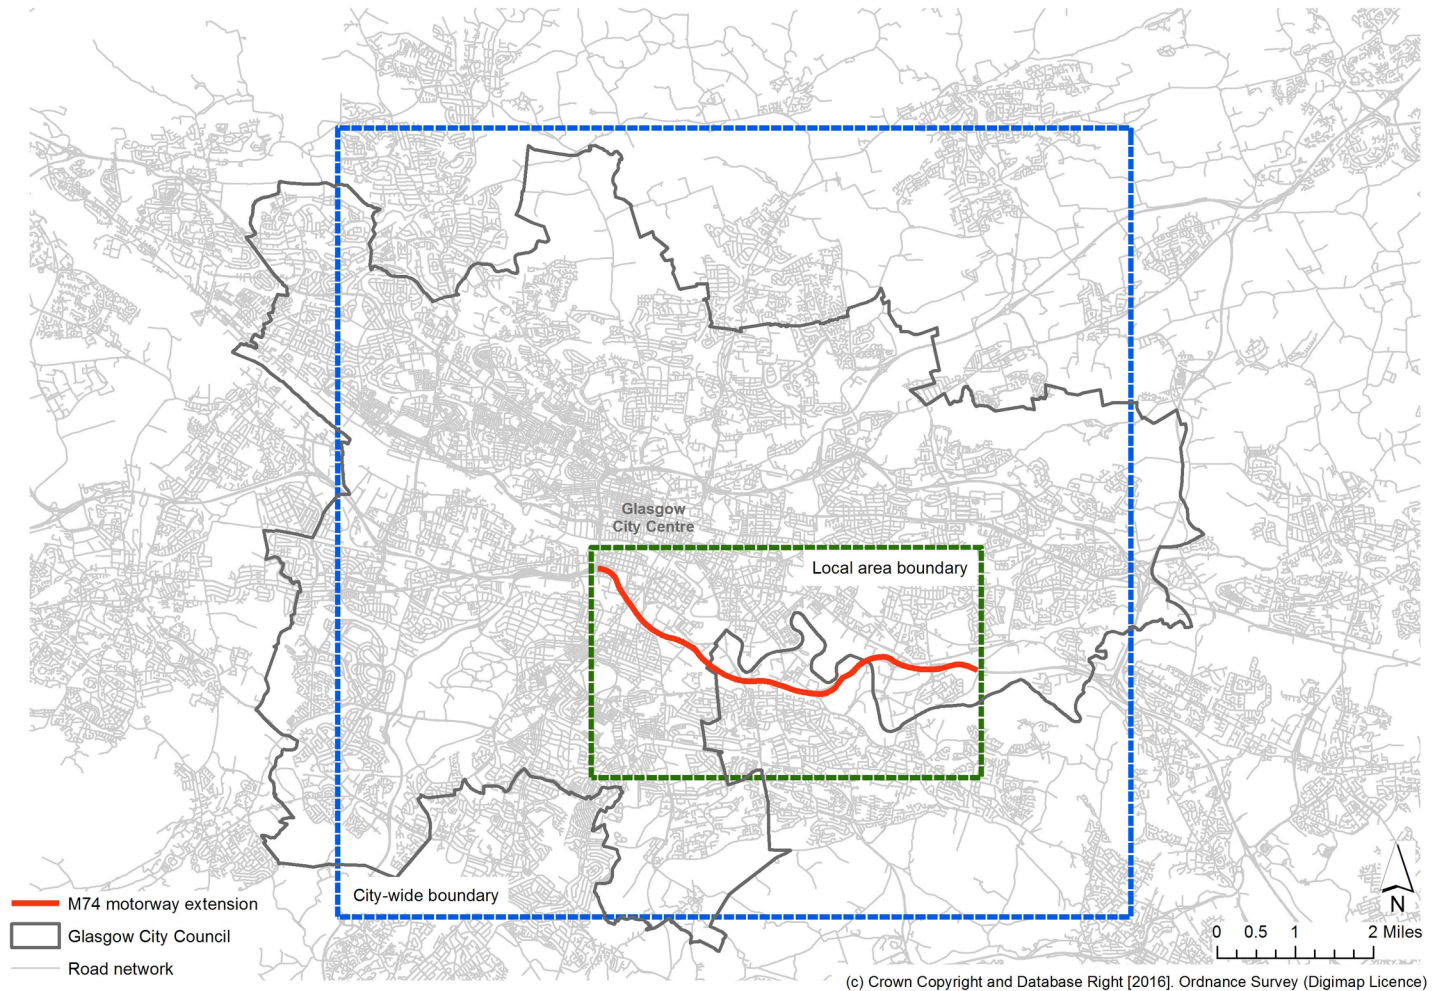 Glasgow
City Centre
Local area boundary
City-wide boundary
M74 motorway extension
Glasgow City Council
Road network
N
0 0.5 1 2 Miles
(c) Crown Copyright and Database Right [2016]. Ordnance Survey (Digimap Licence)